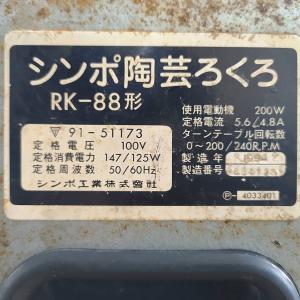 シンポ陶芸ろくろ
RK-88形
使用電動機 200W
定格電流 5.6/4.8A
ターンテーブル回転数
0~200/240R.P.M
製造年
製造番号
▽ 91-51173
定格電圧 100V
定格消費電力 147/125W
定格周波数 50/60Hz
シンポ工業株式会社
Ⓟ-4033401